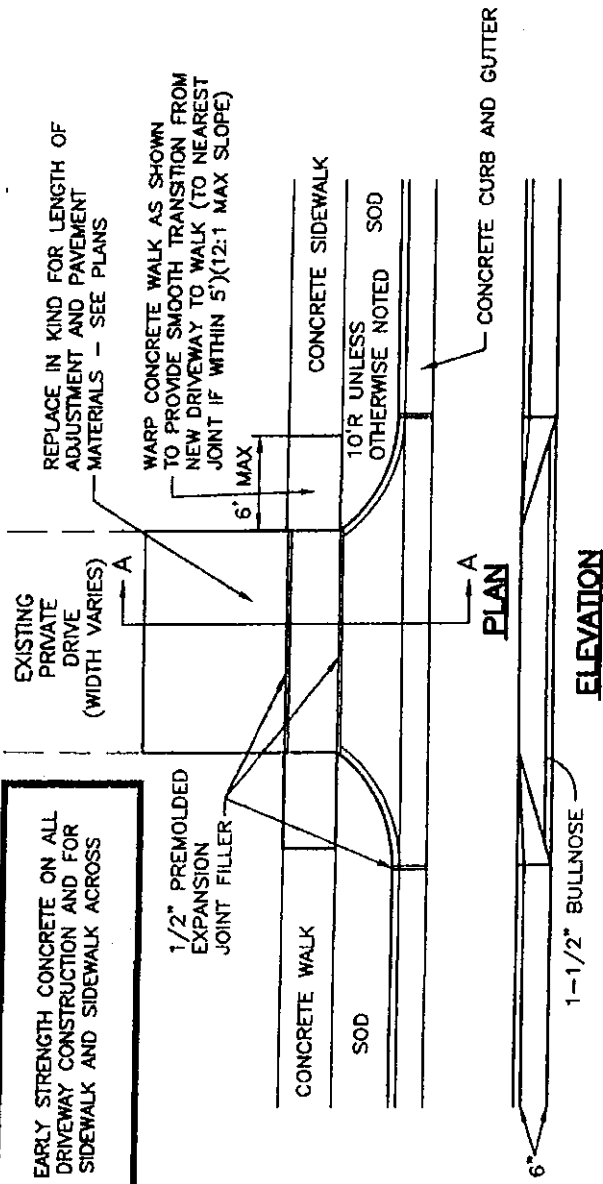 EARLY STRENGTH CONCRETE ON ALL
DRIVEWAY CONSTRUCTION AND FOR
SIDEWALK AND SIDEWALK ACROSS
EXISTING
PRIVATE
DRIVE
(WIDTH VARIES)
REPLACE IN KIND FOR LENGTH OF
ADJUSTMENT AND PAVEMENT
MATERIALS - SEE PLANS
A
WARP CONCRETE WALK AS SHOWN
TO PROVIDE SMOOTH TRANSITION FROM
NEW DRIVEWAY TO WALK (TO NEAREST
JOINT IF WITHIN 5')(12:1 MAX SLOPE)
6' MAX
1/2" PREMOLDED
EXPANSION
JOINT FILLER
CONCRETE WALK
CONCRETE SIDEWALK
SOD
10'R UNLESS
OTHERWISE NOTED
SOD
A
CONCRETE CURB AND GUTTER
PLAN
6"
1-1/2" BULLNOSE
ELEVATION